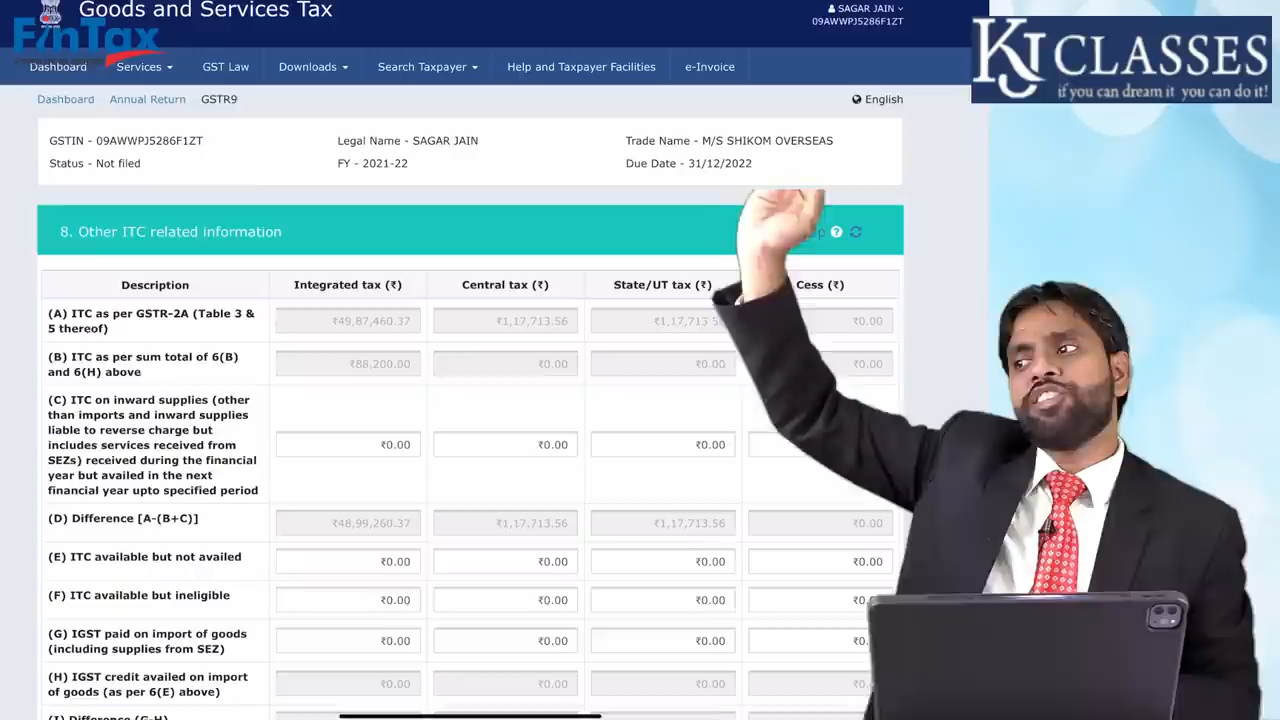 Goods and Services Tax
SAGAR JAIN
09AWWPJ5286F1ZT
FinTax
KJ CLASSES
if you can dream it you can do it!
Dashboard Services GST Law Downloads Search Taxpayer Help and Taxpayer Facilities e-Invoice
Dashboard Annual Return GSTR9 English
GSTIN - 09AWWPJ5286F1ZT Legal Name - SAGAR JAIN Trade Name - M/S SHIKOM OVERSEAS
Status - Not filed FY - 2021-22 Due Date - 31/12/2022
8. Other ITC related information
Description Integrated tax (₹) Central tax (₹) State/UT tax (₹) Cess (₹)
(A) ITC as per GSTR-2A (Table 3 &
5 thereof)
₹49,87,460.37 ₹1,17,713.56 ₹0.00
(B) ITC as per sum total of 6(B)
and 6(H) above
₹88,200.00 ₹0.00 ₹0.00 ₹0.00
(C) ITC on inward supplies (other
than imports and inward supplies
liable to reverse charge but
includes services received from
SEZs) received during the financial
year but availed in the next
financial year upto specified period
₹0.00 ₹0.00 ₹0.00
(D) Difference [A-(B+C)] ₹48,99,260.37 ₹1,17,713.56 ₹1,17,713.56 ₹0.00
(E) ITC available but not availed ₹0.00 ₹0.00 ₹0.00 ₹0.00
(F) ITC available but ineligible ₹0.00 ₹0.00 ₹0.00
(G) IGST paid on import of goods
(including supplies from SEZ)
₹0.00 ₹0.00 ₹0.00
(H) IGST credit availed on import
of goods (as per 6(E) above)
₹0.00 ₹0.00 ₹0.00
(I) Difference (G-H)